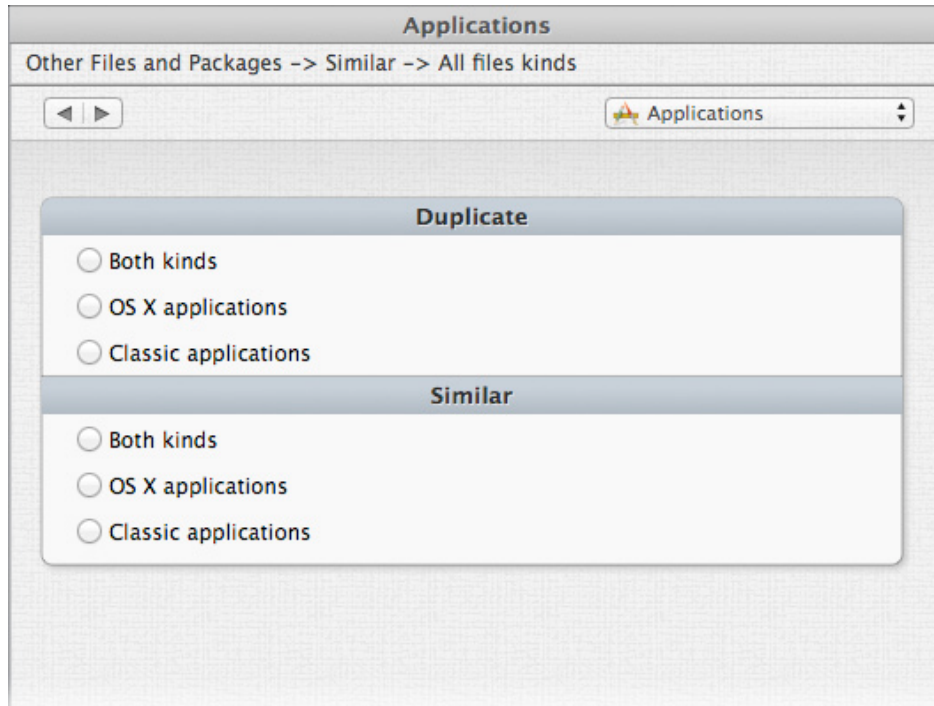 Applications
Other Files and Packages -> Similar -> All files kinds
Applications
Duplicate
Both kinds
OS X applications
Classic applications
Similar
Both kinds
OS X applications
Classic applications